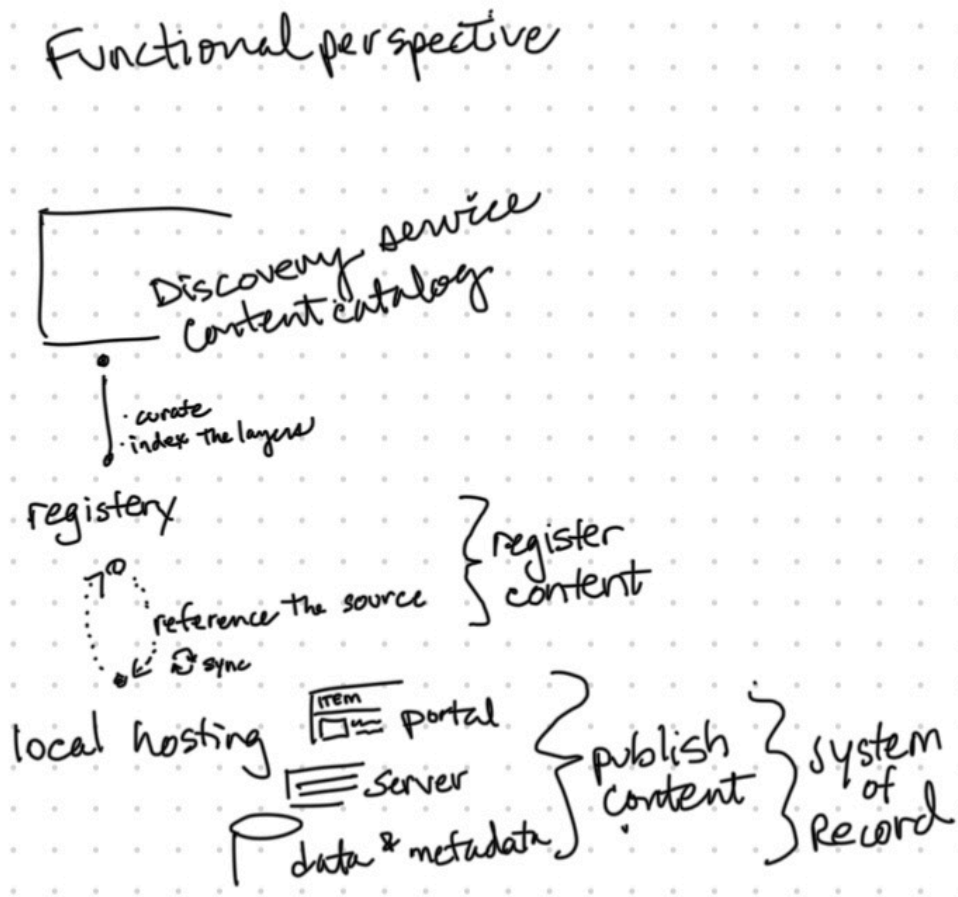 Functional perspective
Discovery service
Content catalog
· curate
· index the layers
registery
register
content
reference the source
sync
ITEM
portal
local hosting
server
data & metadata
publish
content
system
of
Record